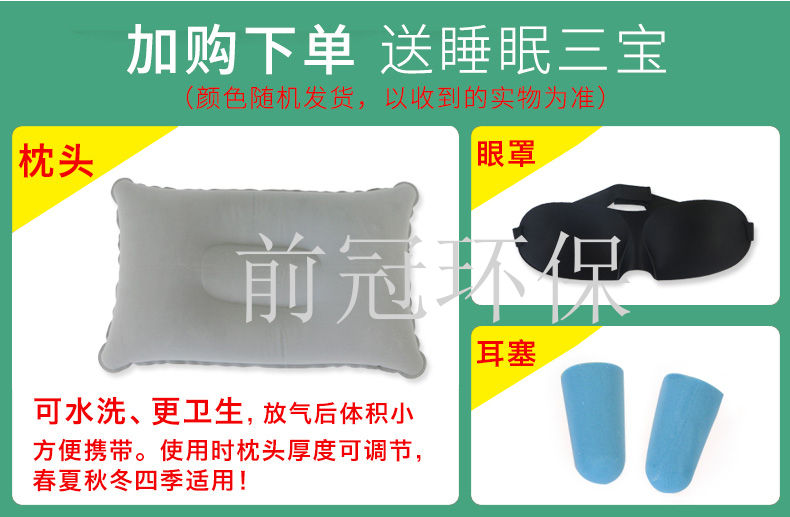 加购下单 送睡眠三宝
（颜色随机发货，以收到的实物为准）
枕头
眼罩
前冠环保
耳塞
可水洗、更卫生，放气后体积小
方便携带。使用时枕头厚度可调节，
春夏秋冬四季适用！